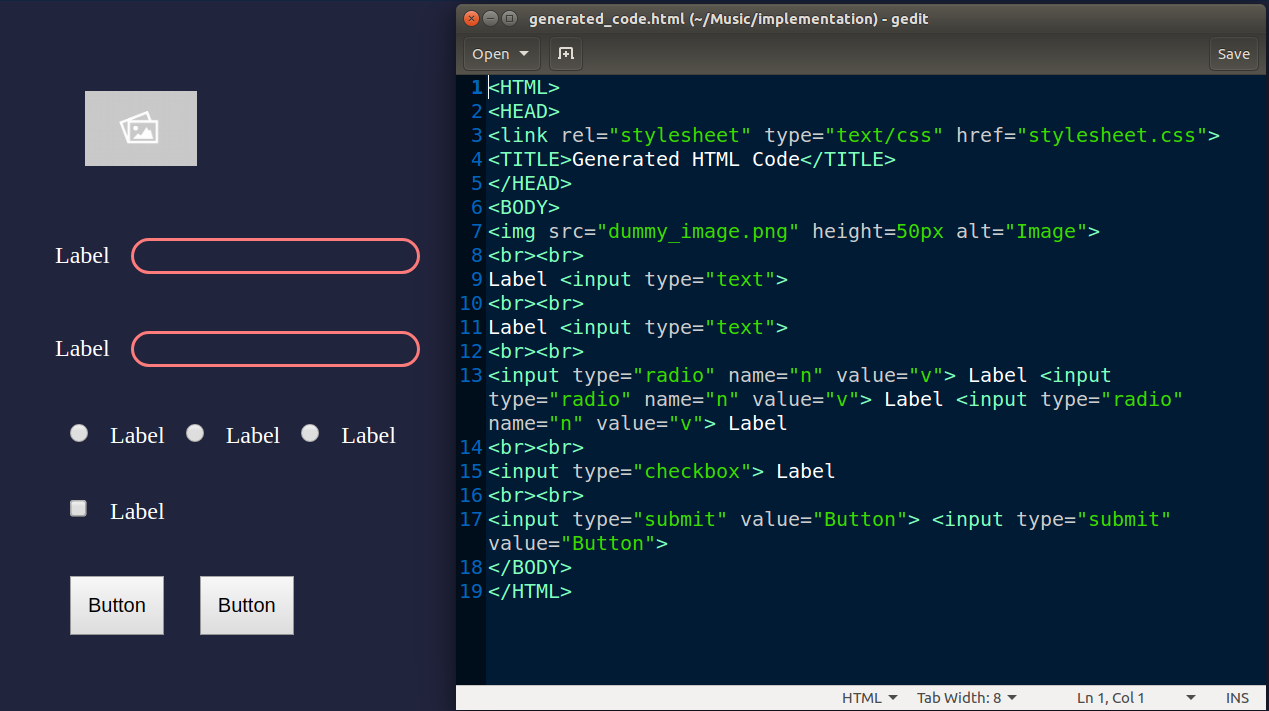 Label
Label
Label Label Label
Label
Button Button
generated_code.html (~/Music/implementation) - gedit
Open Save
1 <HTML>
2 <HEAD>
3 <link rel="stylesheet" type="text/css" href="stylesheet.css">
4 <TITLE>Generated HTML Code</TITLE>
5 </HEAD>
6 <BODY>
7 <img src="dummy_image.png" height=50px alt="Image">
8 <br><br>
9 Label <input type="text">
10 <br><br>
11 Label <input type="text">
12 <br><br>
13 <input type="radio" name="n" value="v"> Label <input
type="radio" name="n" value="v"> Label <input type="radio"
name="n" value="v"> Label
14 <br><br>
15 <input type="checkbox"> Label
16 <br><br>
17 <input type="submit" value="Button"> <input type="submit"
value="Button">
18 </BODY>
19 </HTML>
HTML Tab Width: 8 Ln 1, Col 1 INS